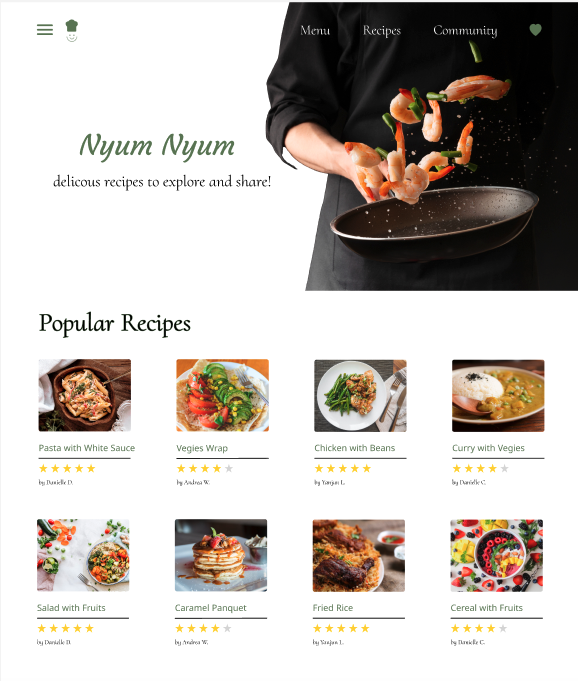 Menu Recipes Community
Nyum Nyum
delicous recipes to explore and share!
Popular Recipes
Pasta with White Sauce
by Danielle D.
Vegies Wrap
by Andrea W.
Chicken with Beans
by Yanjun L.
Curry with Vegies
by Danielle C.
Salad with Fruits
by Danielle D.
Caramel Panquet
by Andrea W.
Fried Rice
by Yanjun L.
Cereal with Fruits
by Danielle C.